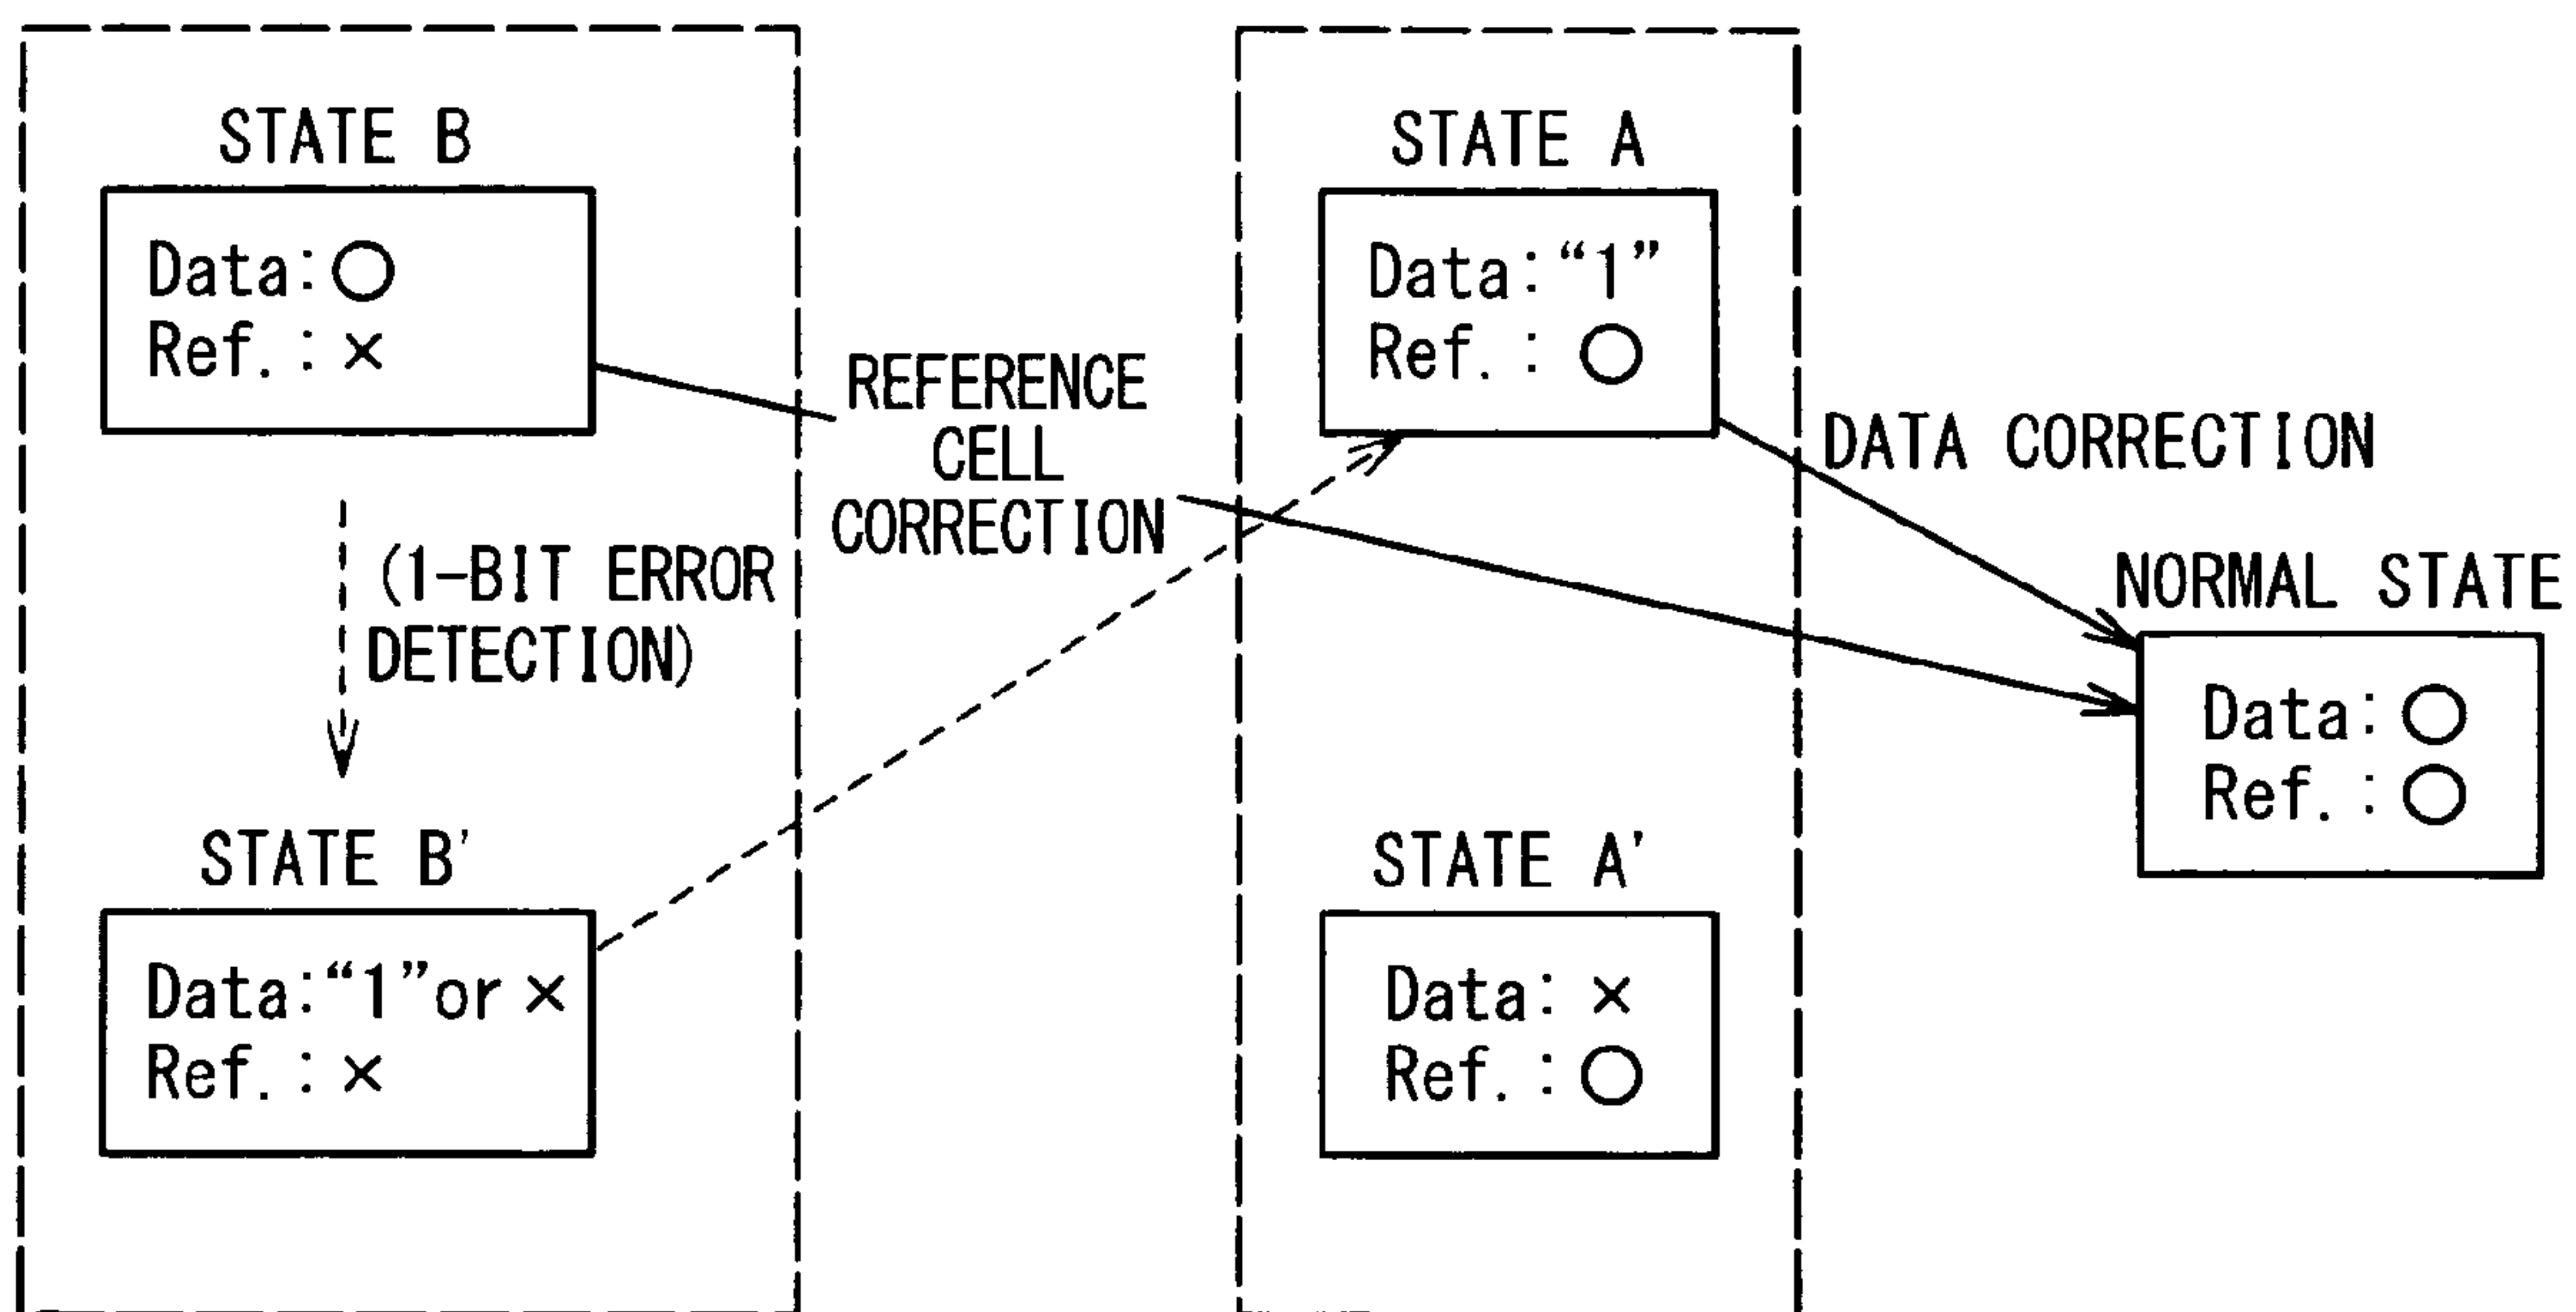 STATE B
Data:○
Ref.:×
(1-BIT ERROR
DETECTION)
STATE B'
Data:“1”or ×
Ref.:×
REFERENCE
CELL
CORRECTION
STATE A
Data:“1”
Ref.:○
DATA CORRECTION
STATE A'
Data:×
Ref.:○
NORMAL STATE
Data:○
Ref.:○